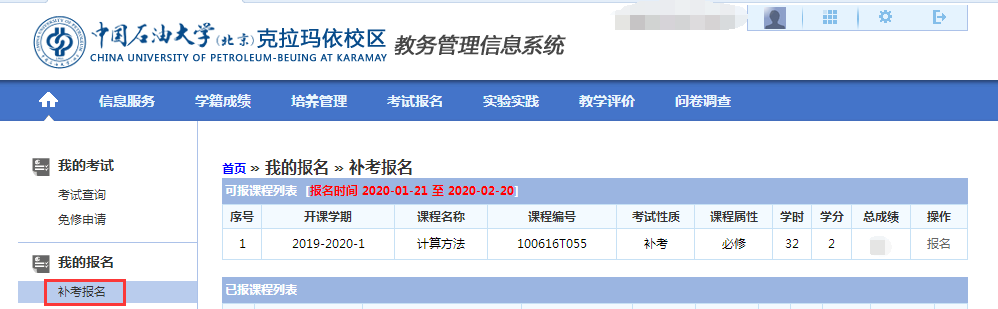 中国石油大学(北京)克拉玛依校区
CHINA UNIVERSITY OF PETROLEUM-BEIJING AT KARAMAY
教务管理信息系统
信息服务 学籍成绩 培养管理 考试报名 实验实践 教学评价 问卷调查
我的考试
考试查询
免修申请
我的报名
补考报名
首页 » 我的报名 » 补考报名
可报课程列表 [报名时间 2020-01-21 至 2020-02-20]
序号 开课学期 课程名称 课程编号 考试性质 课程属性 学时 学分 总成绩 操作
1 2019-2020-1 计算方法 100616T055 补考 必修 32 2 报名
已报课程列表